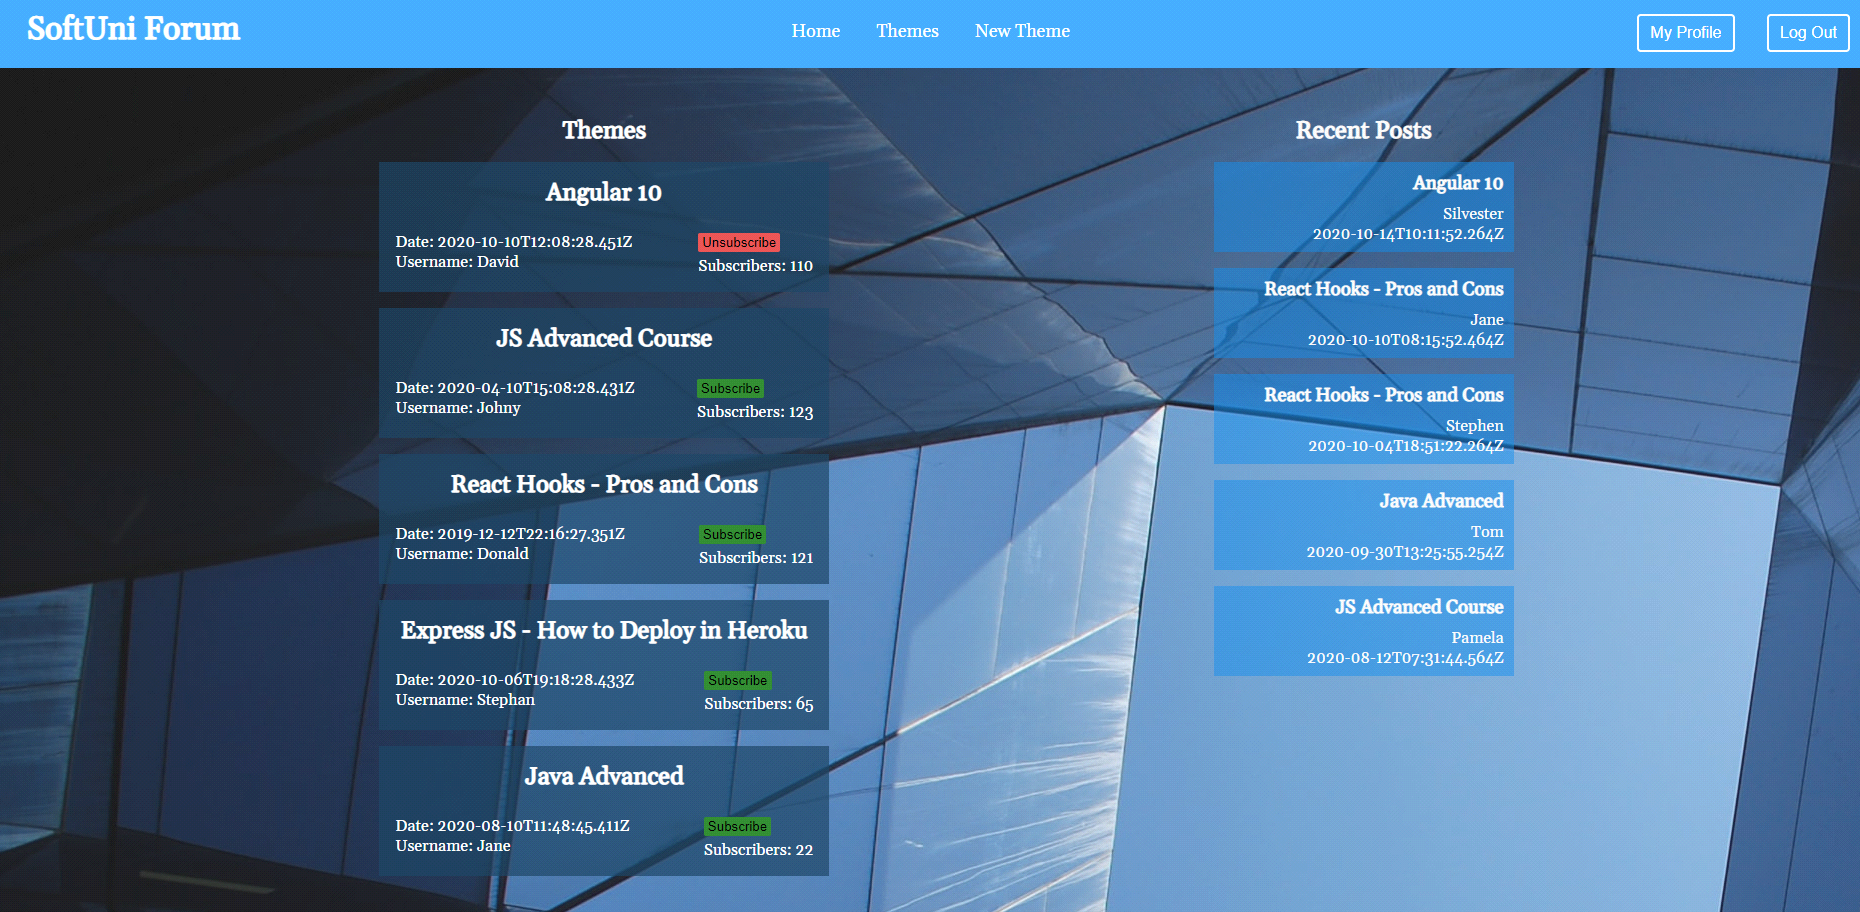 SoftUni Forum
Home Themes New Theme
My Profile Log Out
Themes
Angular 10
Date: 2020-10-10T12:08:28.451Z
Username: David
Unsubscribe
Subscribers: 110
JS Advanced Course
Date: 2020-04-10T15:08:28.431Z
Username: Johny
Subscribe
Subscribers: 123
React Hooks - Pros and Cons
Date: 2019-12-12T22:16:27.351Z
Username: Donald
Subscribe
Subscribers: 121
Express JS - How to Deploy in Heroku
Date: 2020-10-06T19:18:28.433Z
Username: Stephan
Subscribe
Subscribers: 65
Java Advanced
Date: 2020-08-10T11:48:45.411Z
Username: Jane
Subscribe
Subscribers: 22
Recent Posts
Angular 10
Silvester
2020-10-14T10:11:52.264Z
React Hooks - Pros and Cons
Jane
2020-10-10T08:15:52.464Z
React Hooks - Pros and Cons
Stephen
2020-10-04T18:51:22.264Z
Java Advanced
Tom
2020-09-30T13:25:55.254Z
JS Advanced Course
Pamela
2020-08-12T07:31:44.564Z